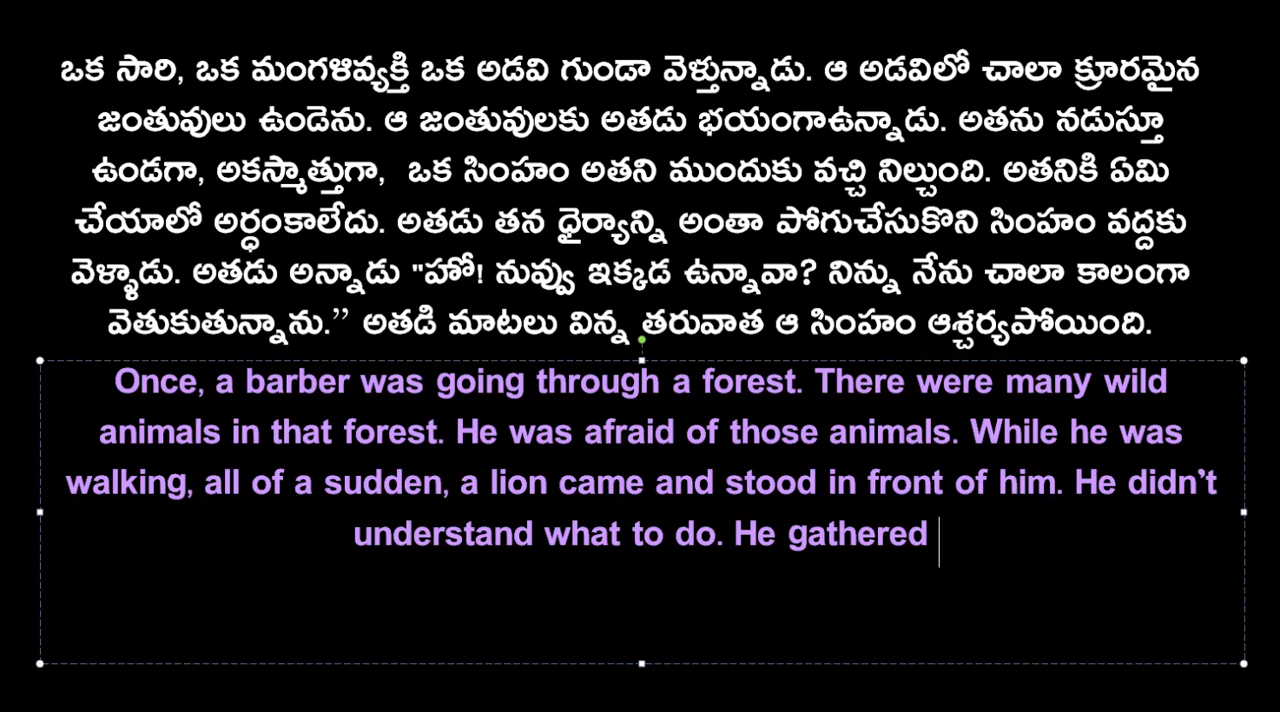 ఒక సారి, ఒక మంగళివ్యక్తి ఒక అడవి గుండా వెళ్తున్నాడు. ఆ అడవిలో చాలా క్రూరమైన
జంతువులు ఉండెను. ఆ జంతువులకు అతడు భయంగాఉన్నాడు. అతను నడుస్తూ
ఉండగా, అకస్మాత్తుగా, ఒక సింహం అతని ముందుకు వచ్చి నిల్చుంది. అతనికి ఏమి
చేయాలో అర్ధంకాలేదు. అతడు తన ధైర్యాన్ని అంతా పోగుచేసుకొని సింహం వద్దకు
వెళ్ళాడు. అతడు అన్నాడు "హో! నువ్వు ఇక్కడ ఉన్నావా? నిన్ను నేను చాలా కాలంగా
వెతుకుతున్నాను.” అతడి మాటలు విన్న తరువాత ఆ సింహం ఆశ్చర్యపోయింది.
Once, a barber was going through a forest. There were many wild
animals in that forest. He was afraid of those animals. While he was
walking, all of a sudden, a lion came and stood in front of him. He didn’t
understand what to do. He gathered